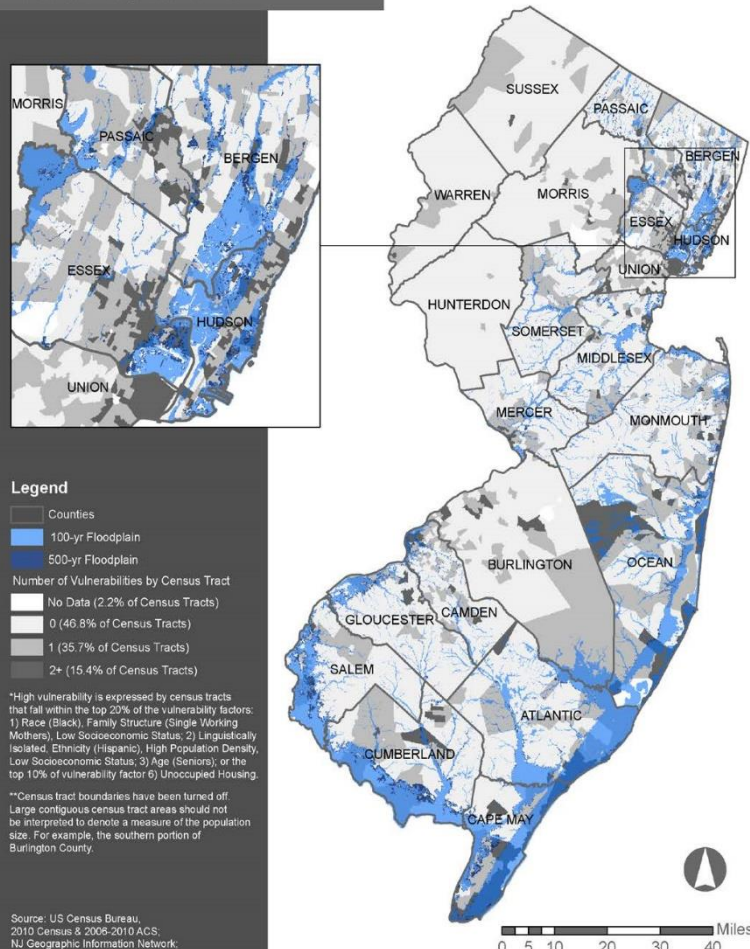 MORRIS
PASSAIC
BERGEN
ESSEX
HUDSON
UNION
SUSSEX
PASSAIC
BERGEN
WARREN
MORRIS
ESSEX
HUDSON
UNION
HUNTERDON
SOMERSET
MIDDLESEX
MERCER
MONMOUTH
OCEAN
BURLINGTON
CAMDEN
GLOUCESTER
SALEM
ATLANTIC
CUMBERLAND
CAPE MAY
Legend
Counties
100-yr Floodplain
500-yr Floodplain
Number of Vulnerabilities by Census Tract
No Data (2.2% of Census Tracts)
0 (46.8% of Census Tracts)
1 (35.7% of Census Tracts)
2+ (15.4% of Census Tracts)
*High vulnerability is expressed by census tracts
that fall within the top 20% of the vulnerability factors:
1) Race (Black), Family Structure (Single Working
Mothers), Low Socioeconomic Status; 2) Linguistically
Isolated, Ethnicity (Hispanic), High Population Density,
Low Socioeconomic Status; 3) Age (Seniors); or the
top 10% of vulnerability factor 6) Unoccupied Housing.
**Census tract boundaries have been turned off.
Large contiguous census tract areas should not
be interpreted to denote a measure of the population
size. For example, the southern portion of
Burlington County.
Source: US Census Bureau,
2010 Census & 2006-2010 ACS;
NJ Geographic Information Network;
Miles
0 5 10 20 30 40